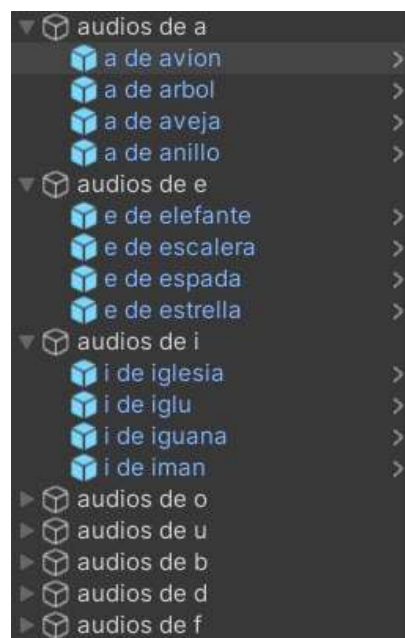 audios de a
a de avion
a de arbol
a de aveja
a de anillo
audios de e
e de elefante
e de escalera
e de espada
e de estrella
audios de i
i de iglesia
i de iglu
i de iguana
i de iman
audios de o
audios de u
audios de b
audios de d
audios de f